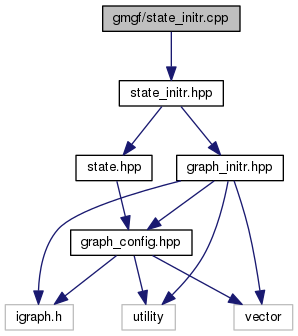 gmgf/state_initr.cpp
state_initr.hpp
state.hpp
graph_initr.hpp
graph_config.hpp
igraph.h
utility
vector